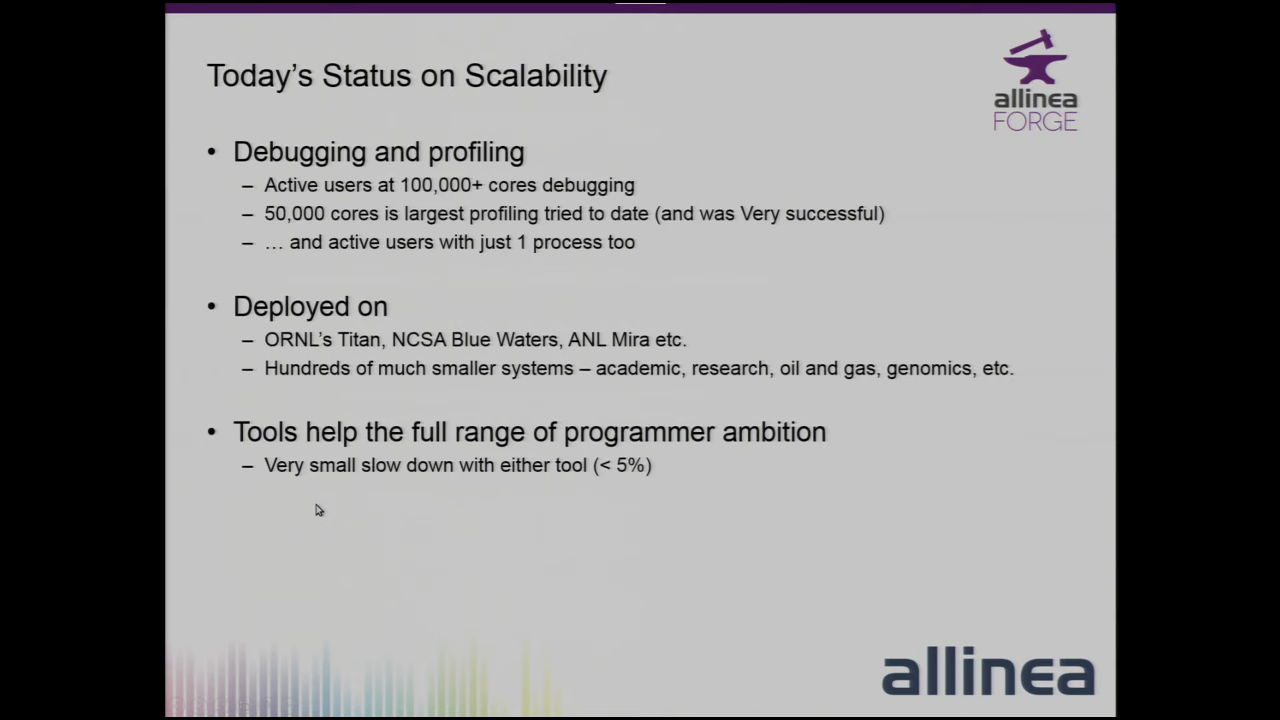 Today's Status on Scalability
allinea
FORGE
• Debugging and profiling
– Active users at 100,000+ cores debugging
– 50,000 cores is largest profiling tried to date (and was Very successful)
– … and active users with just 1 process too
• Deployed on
– ORNL's Titan, NCSA Blue Waters, ANL Mira etc.
– Hundreds of much smaller systems – academic, research, oil and gas, genomics, etc.
• Tools help the full range of programmer ambition
– Very small slow down with either tool (< 5%)
allinea